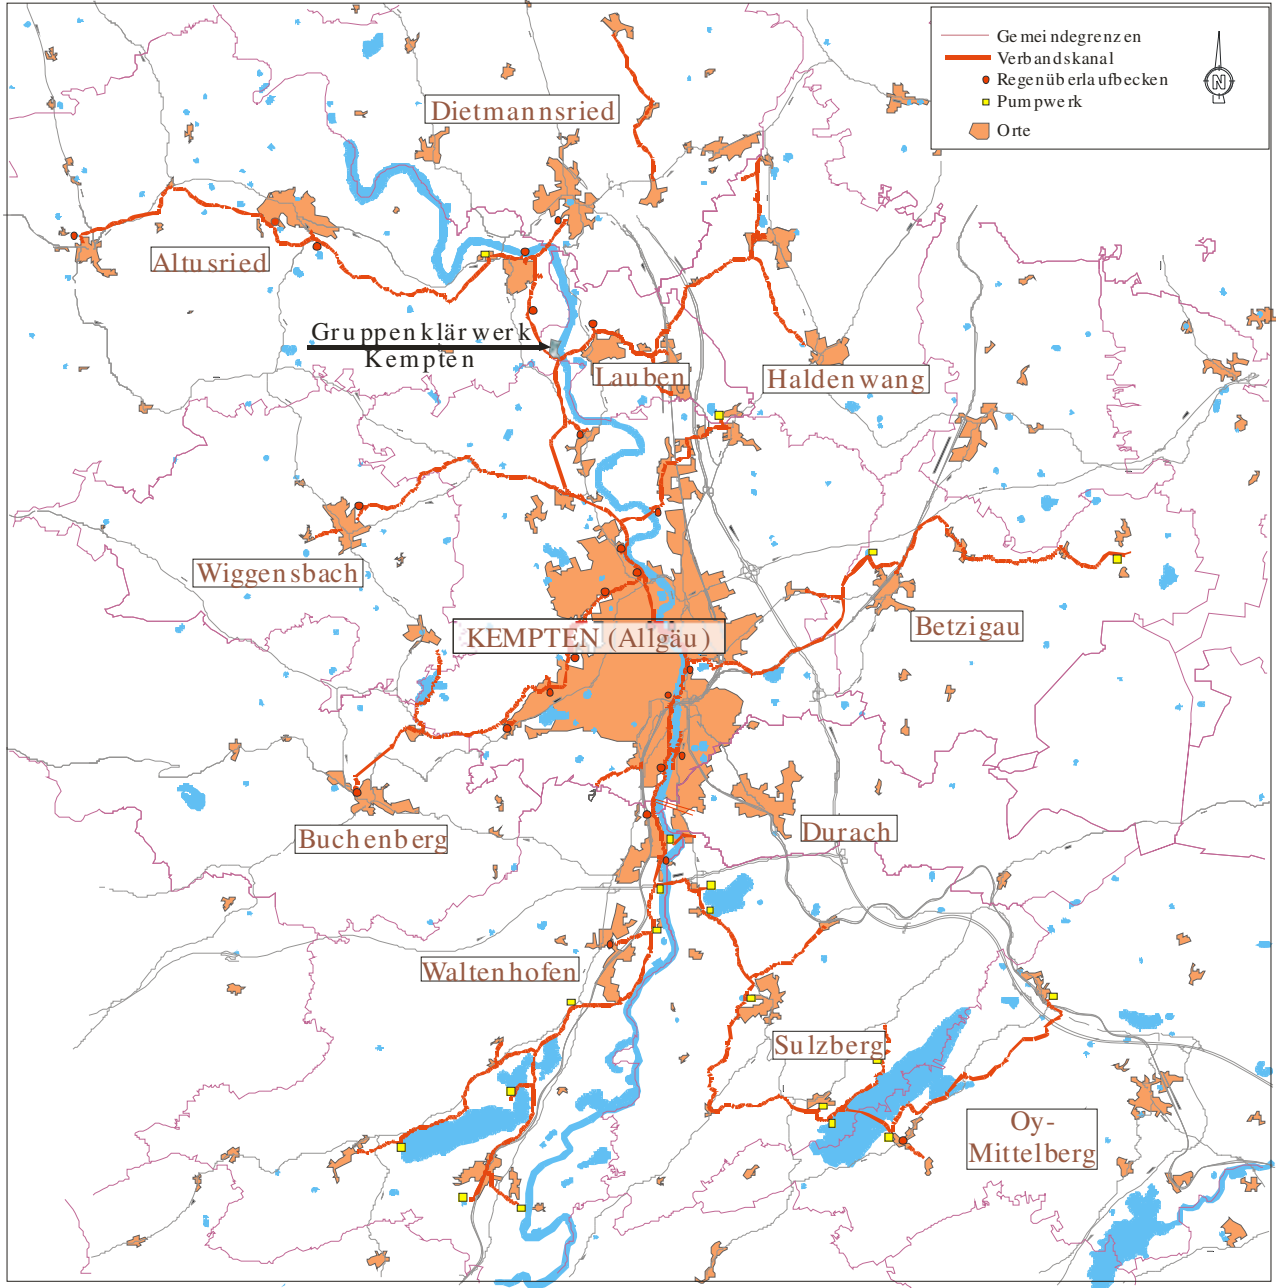 Gemeindegrenzen
Verbandskanal
Regenüberlaufbecken
Pumpwerk
Orte
N
Dietmannsried
Altusried
Gruppenklärwerk
Kempten
Lauben
Haldenwang
Wiggensbach
KEMPTEN (Allgäu)
Betzigau
Buchenberg
Durach
Waltenhofen
Sulzberg
Oy-
Mittelberg